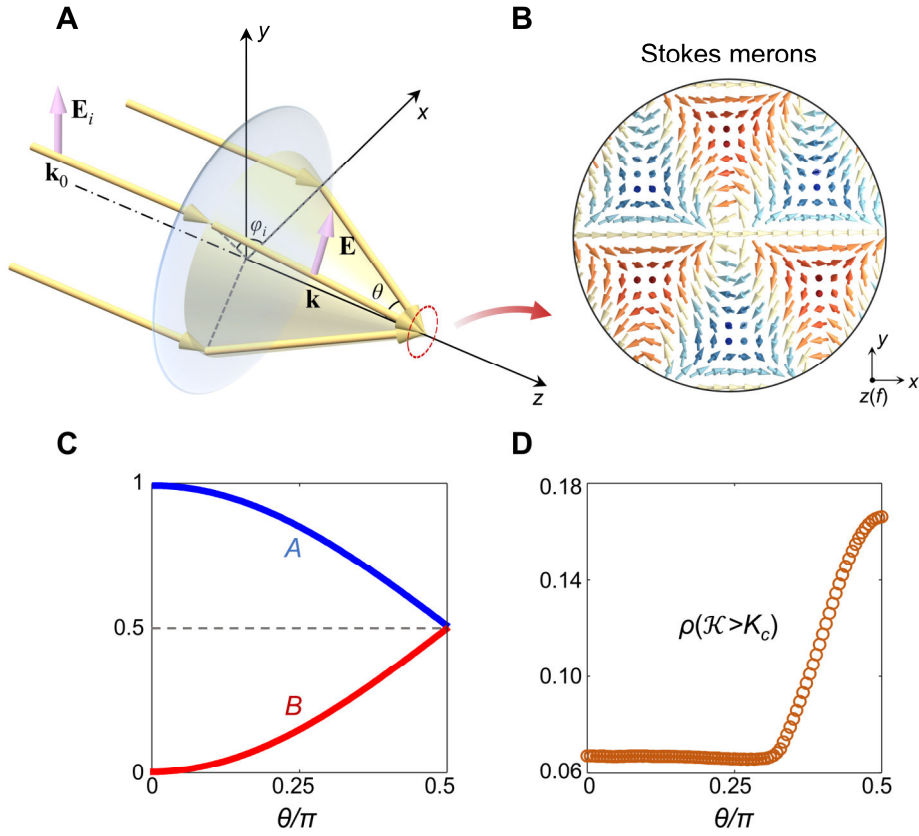 A
y
x
E_i
k_0
φ_i
E
k
θ
z
B
Stokes merons
y
z(f)
x
C
1
A
0.5
B
0
0
0.25
0.5
θ/π
D
0.18
0.14
ρ(𝒦>K_c)
0.10
0.06
0
0.25
0.5
θ/π